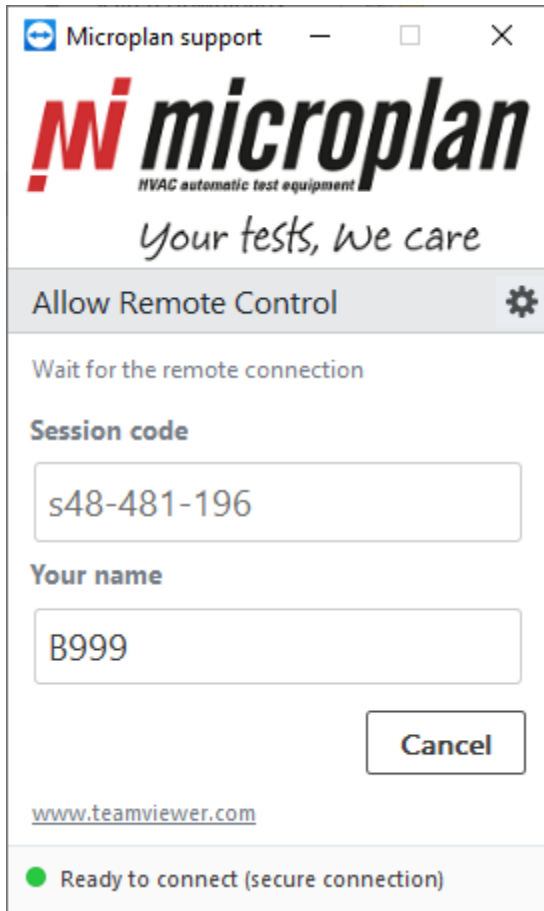 Microplan support
microplan
HVAC automatic test equipment
Your tests, We care
Allow Remote Control
Wait for the remote connection
Session code
s48-481-196
Your name
B999
Cancel
www.teamviewer.com
Ready to connect (secure connection)